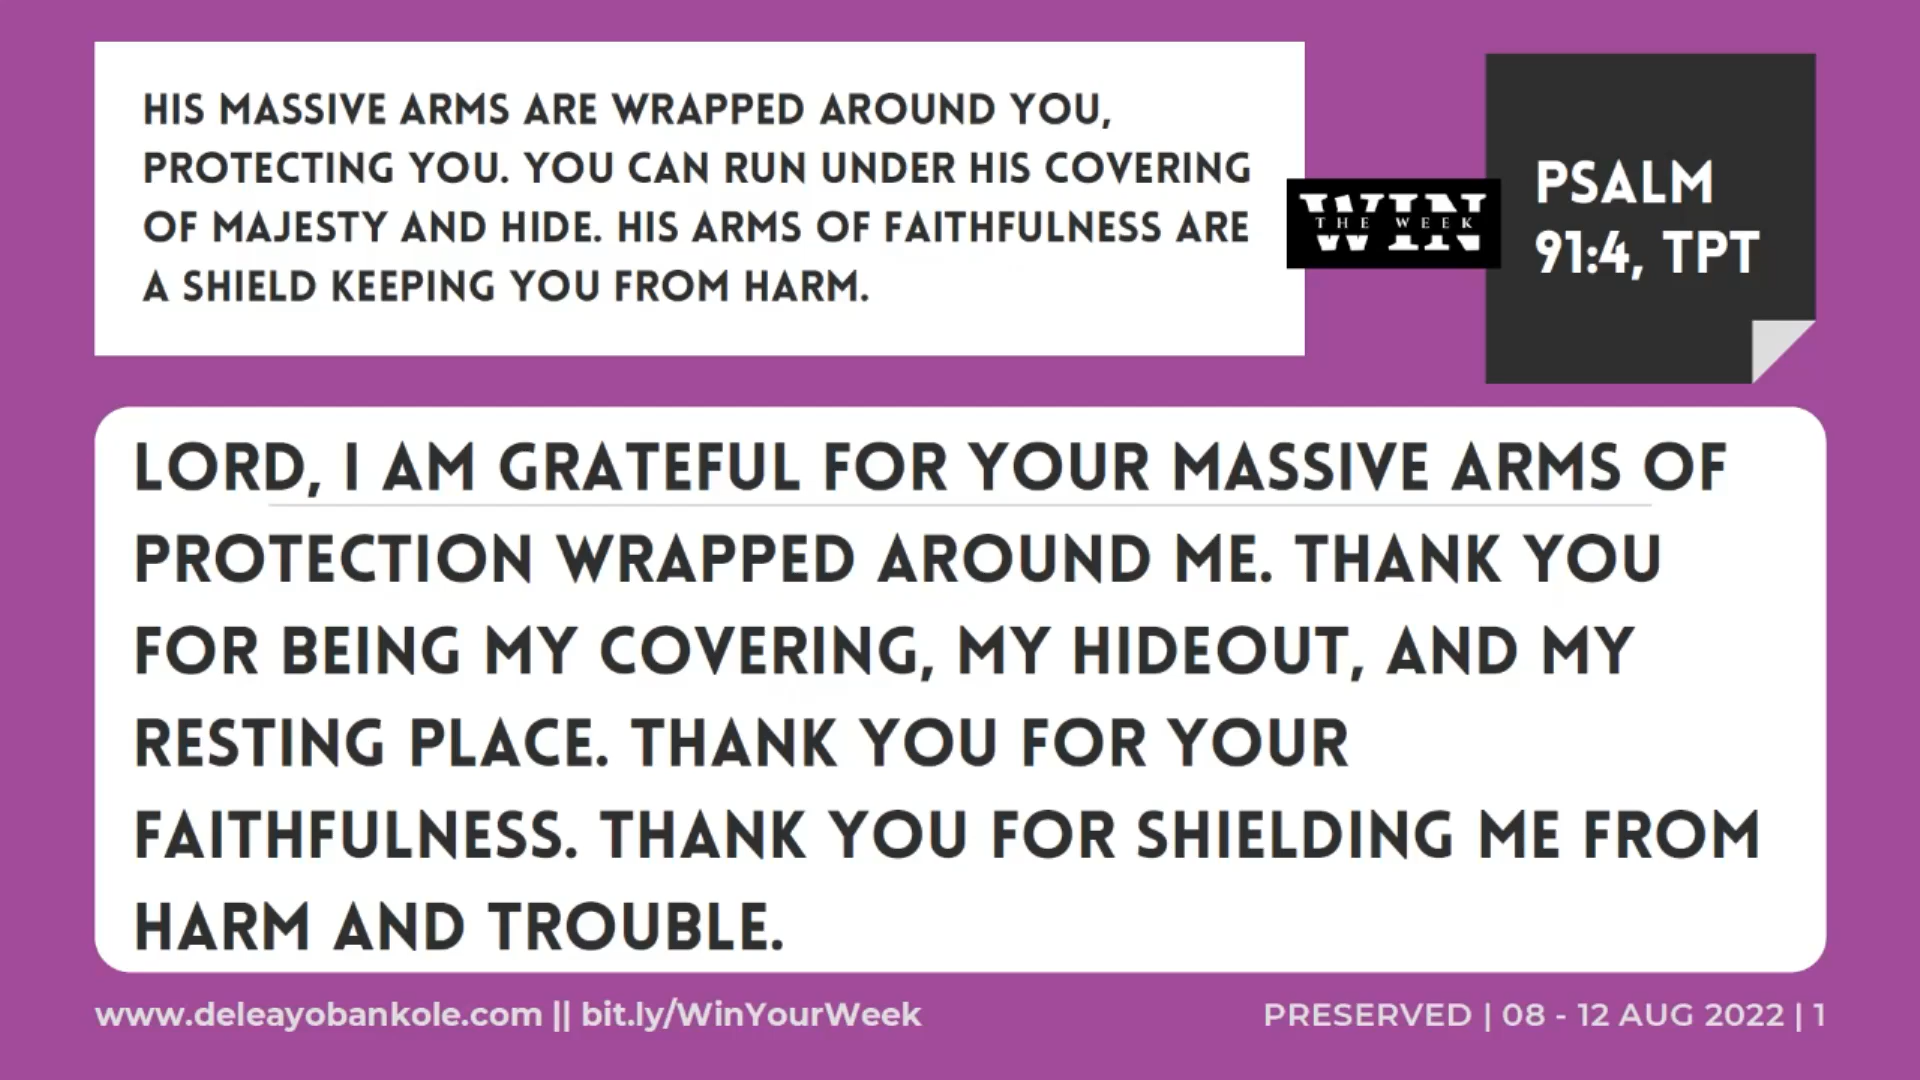 HIS MASSIVE ARMS ARE WRAPPED AROUND YOU,
PROTECTING YOU. YOU CAN RUN UNDER HIS COVERING
OF MAJESTY AND HIDE. HIS ARMS OF FAITHFULNESS ARE
A SHIELD KEEPING YOU FROM HARM.
WIN
THE WEEK
PSALM
91:4, TPT
LORD, I AM GRATEFUL FOR YOUR MASSIVE ARMS OF
PROTECTION WRAPPED AROUND ME. THANK YOU
FOR BEING MY COVERING, MY HIDEOUT, AND MY
RESTING PLACE. THANK YOU FOR YOUR
FAITHFULNESS. THANK YOU FOR SHIELDING ME FROM
HARM AND TROUBLE.
www.deleayobankole.com || bit.ly/WinYourWeek
PRESERVED | 08 - 12 AUG 2022 | 1